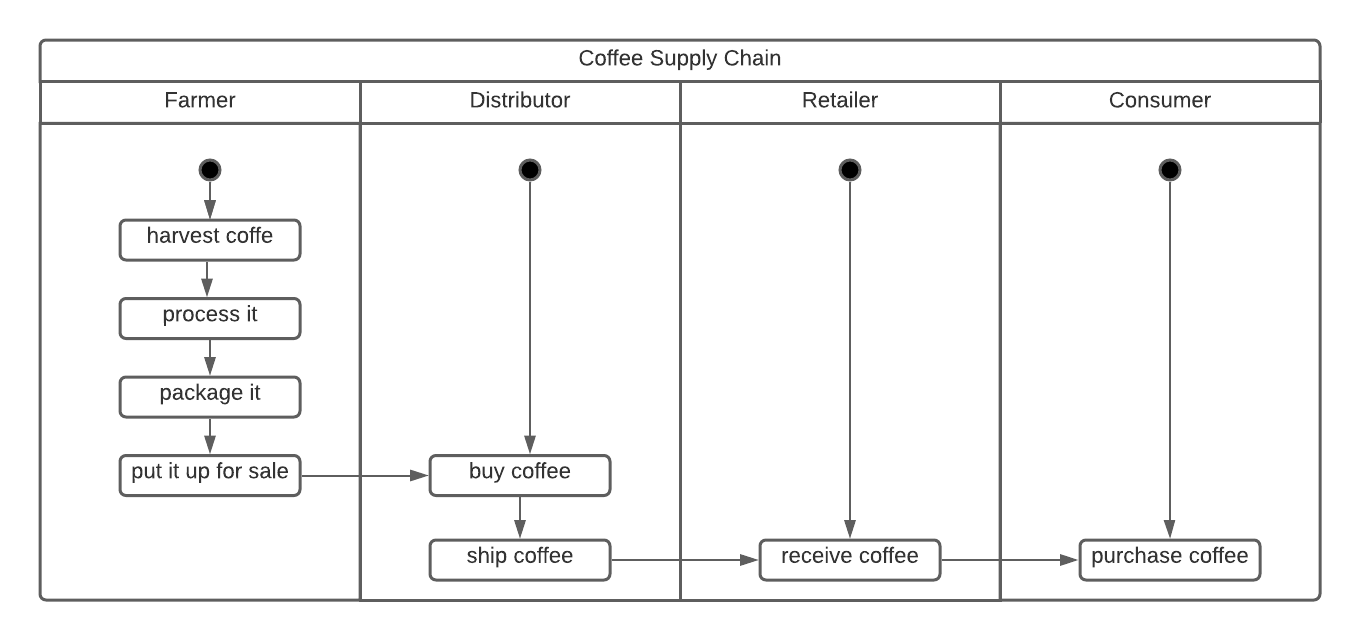 Coffee Supply Chain
Farmer
Distributor
Retailer
Consumer
harvest coffe
process it
package it
put it up for sale
buy coffee
ship coffee
receive coffee
purchase coffee